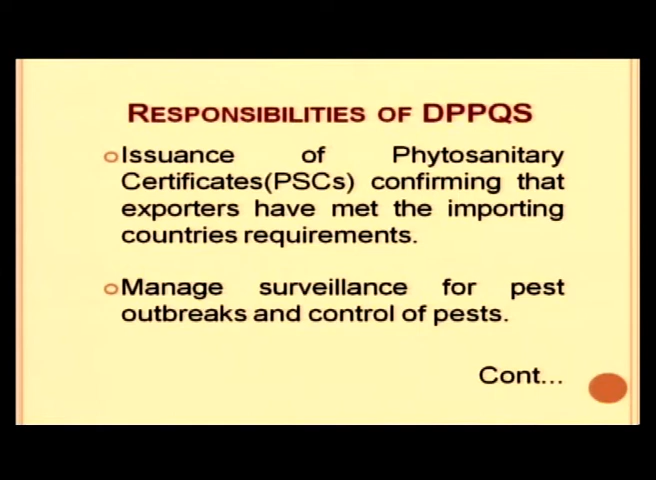 RESPONSIBILITIES OF DPPQS
Issuance of Phytosanitary
Certificates(PSCs) confirming that
exporters have met the importing
countries requirements.
Manage surveillance for pest
outbreaks and control of pests.
Cont...